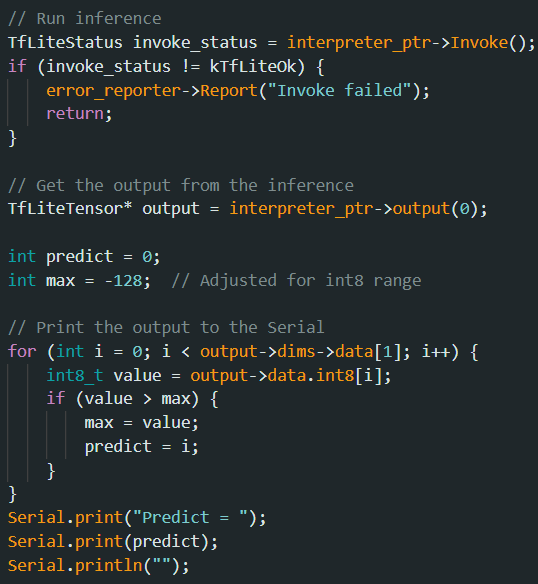 // Run inference
TfLiteStatus invoke_status = interpreter_ptr->Invoke();
if (invoke_status != kTfLiteOk) {
    error_reporter->Report("Invoke failed");
    return;
}

// Get the output from the inference
TfLiteTensor* output = interpreter_ptr->output(0);

int predict = 0;
int max = -128;  // Adjusted for int8 range

// Print the output to the Serial
for (int i = 0; i < output->dims->data[1]; i++) {
    int8_t value = output->data.int8[i];
    if (value > max) {
        max = value;
        predict = i;
    }
}
Serial.print("Predict = ");
Serial.print(predict);
Serial.println("");